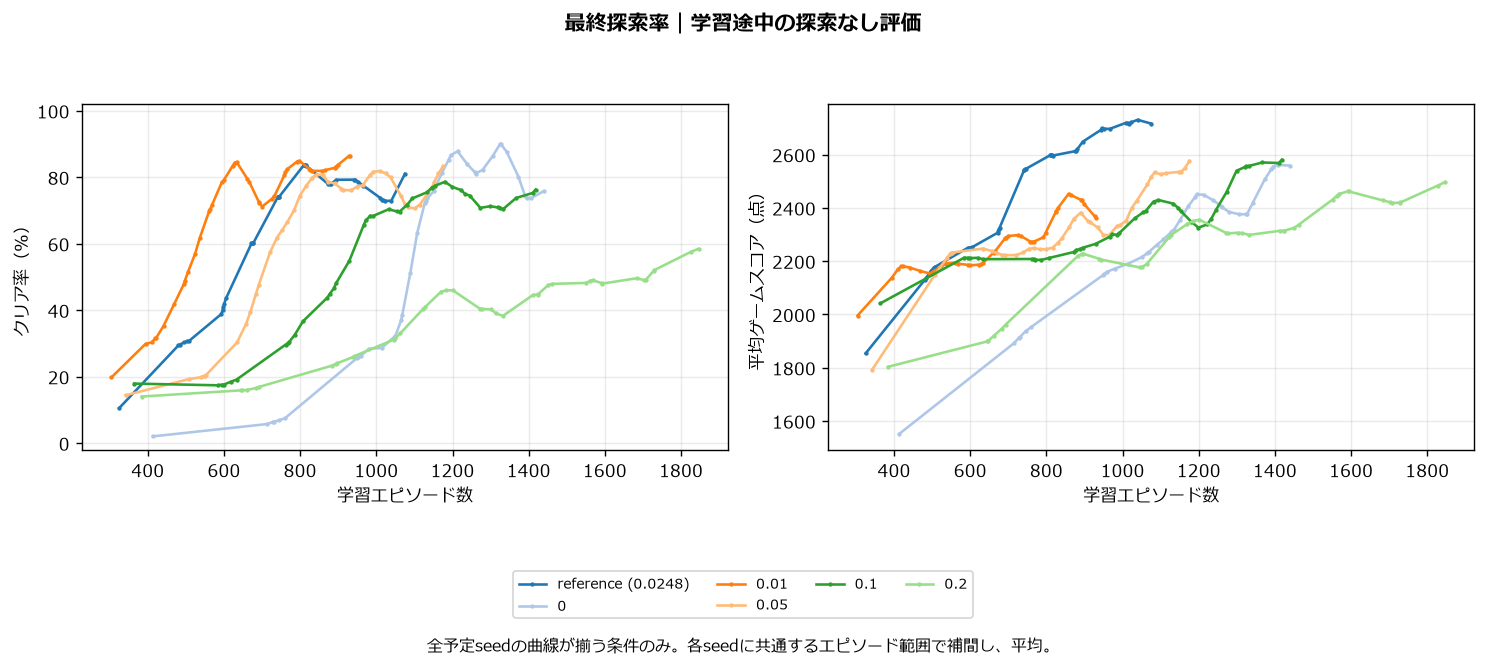 最終探索率｜学習途中の探索なし評価
クリア率（%）
100
80
60
40
20
0
400 600 800 1000 1200 1400 1600 1800
学習エピソード数
平均ゲームスコア（点）
2600
2400
2200
2000
1800
1600
400 600 800 1000 1200 1400 1600 1800
学習エピソード数
reference (0.0248) 0.01 0.1 0.2
0 0.05
全予定seedの曲線が揃う条件のみ。各seedに共通するエピソード範囲で補間し、平均。